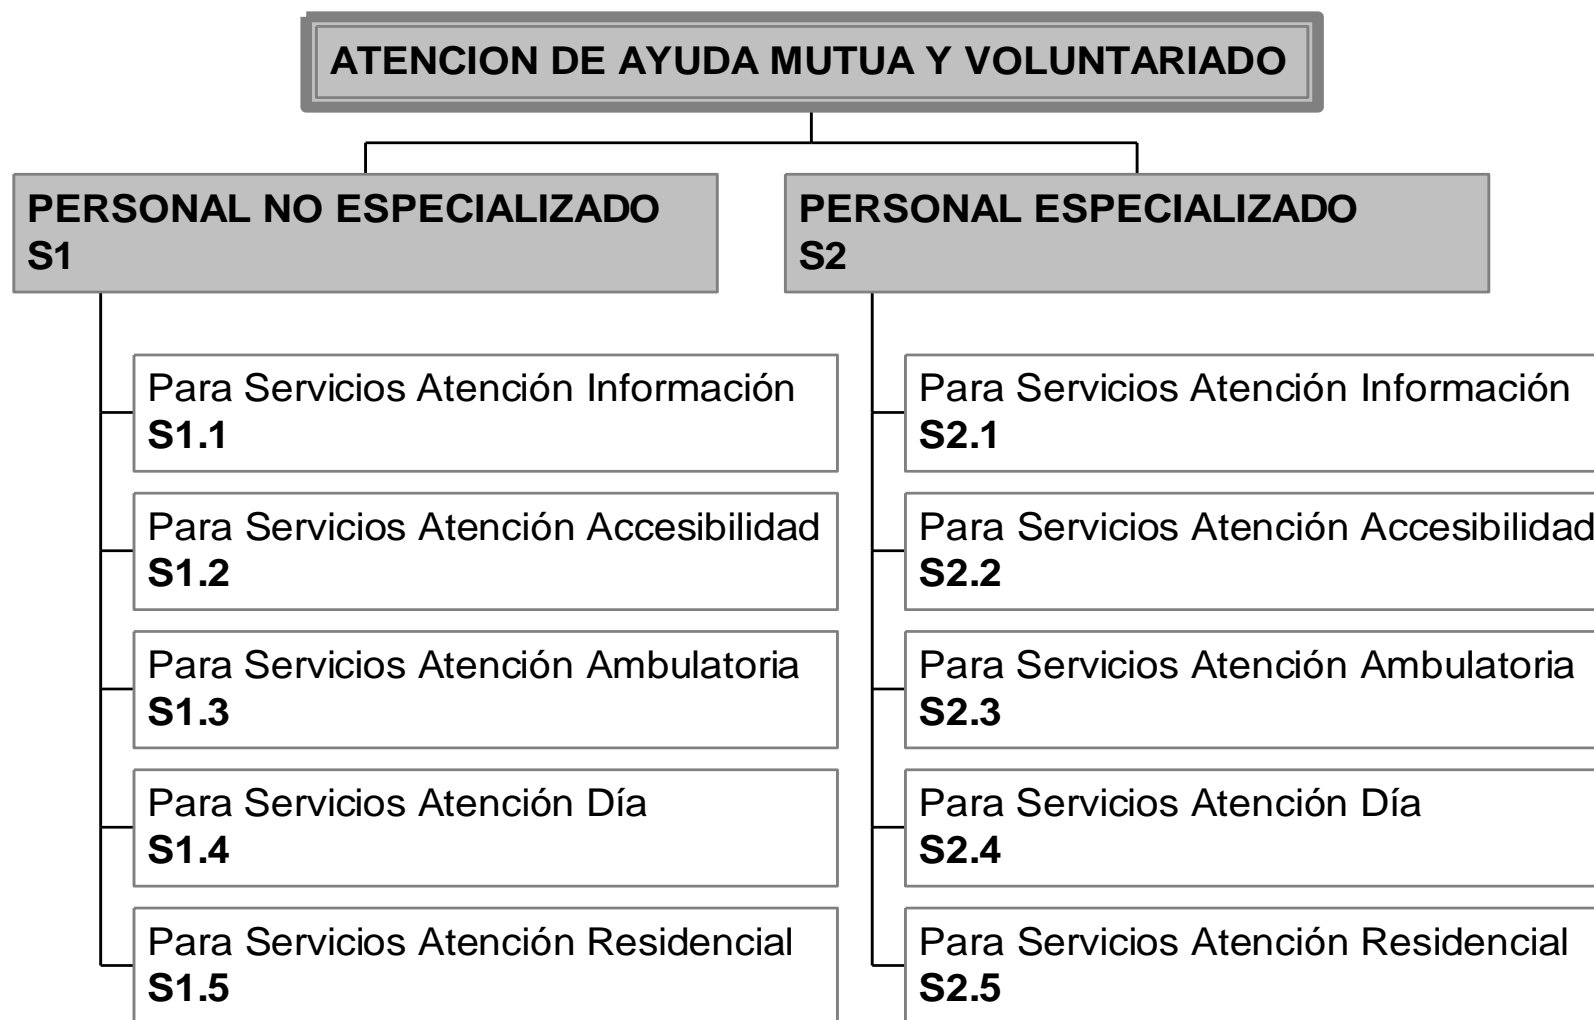 ATENCION DE AYUDA MUTUA Y VOLUNTARIADO
PERSONAL NO ESPECIALIZADO
S1
Para Servicios Atención Información
S1.1
Para Servicios Atención Accesibilidad
S1.2
Para Servicios Atención Ambulatoria
S1.3
Para Servicios Atención Día
S1.4
Para Servicios Atención Residencial
S1.5
PERSONAL ESPECIALIZADO
S2
Para Servicios Atención Información
S2.1
Para Servicios Atención Accesibilidad
S2.2
Para Servicios Atención Ambulatoria
S2.3
Para Servicios Atención Día
S2.4
Para Servicios Atención Residencial
S2.5